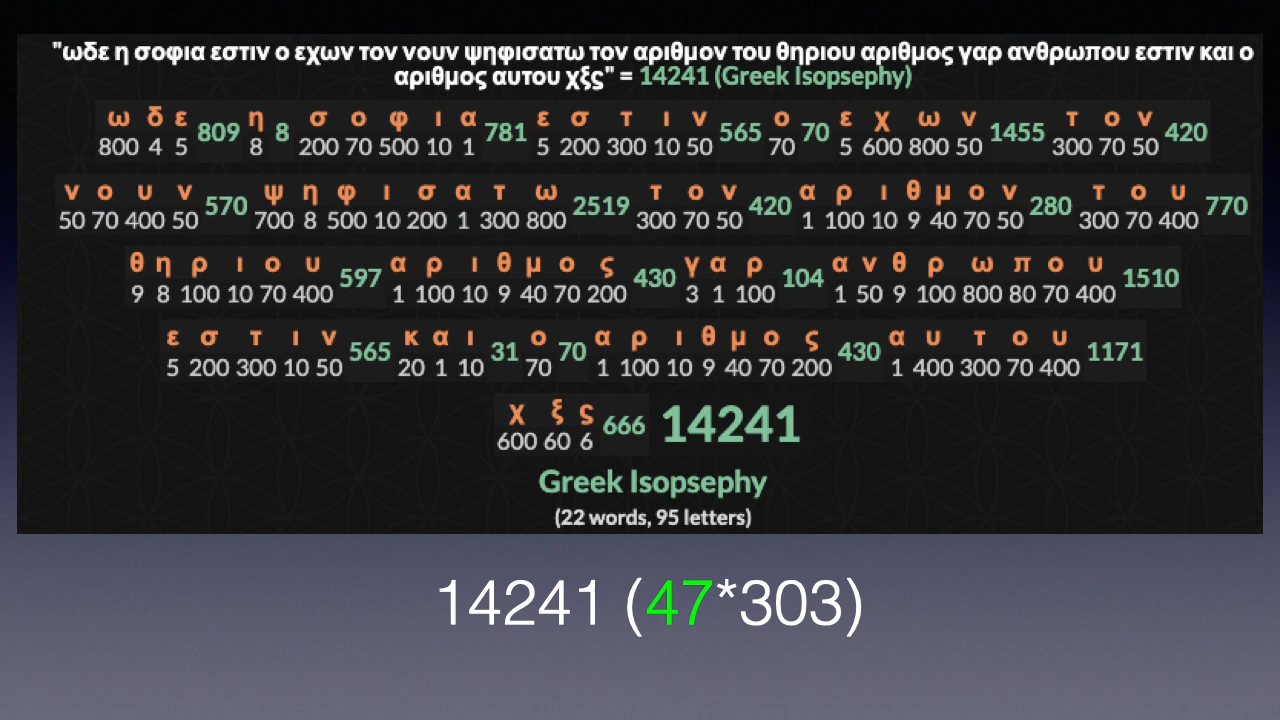 "ωδε η σοφια εστιν ο εχων τον νουν ψηφισατω τον αριθμον του θηριου αριθμος γαρ ανθρωπου εστιν και ο
αριθμος αυτου χξς" = 14241 (Greek Isopsephy)
ω δ ε 809 η 8 σ ο φ ι α 781 ε σ τ ι ν 565 ο 70 ε χ ω ν 1455 τ ο ν 420
800 4 5 8 200 70 500 10 1 5 200 300 10 50 70 5 600 800 50 300 70 50
ν ο υ ν 570 ψ η φ ι σ α τ ω 2519 τ ο ν 420 α ρ ι θ μ ο ν 280 τ ο υ 770
50 70 400 50 700 8 500 10 200 1 300 800 300 70 50 1 100 10 9 40 70 50 300 70 400
θ η ρ ι ο υ 597 α ρ ι θ μ ο ς 430 γ α ρ 104 α ν θ ρ ω π ο υ 1510
9 8 100 10 70 400 1 100 10 9 40 70 200 3 1 100 1 50 9 100 800 80 70 400
ε σ τ ι ν 565 κ α ι 31 ο 70 α ρ ι θ μ ο ς 430 α υ τ ο υ 1171
5 200 300 10 50 20 1 10 70 1 100 10 9 40 70 200 1 400 300 70 400
χ ξ ς 666 14241
600 60 6
Greek Isopsephy
(22 words, 95 letters)
14241 (47*303)